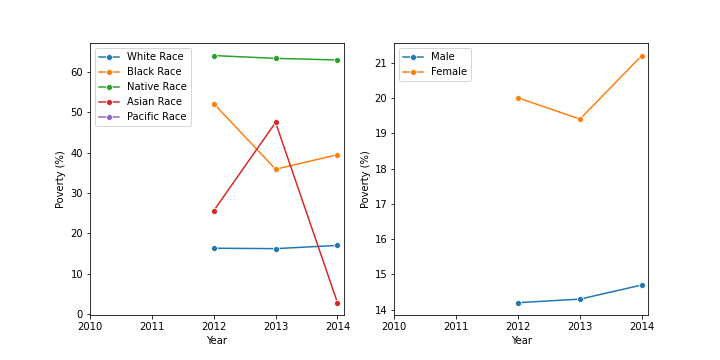 White Race
Black Race
Native Race
Asian Race
Pacific Race
Poverty (%)
60
50
40
30
20
10
0
2010 2011 2012 2013 2014
Year
Male
Female
Poverty (%)
21
20
19
18
17
16
15
14
2010 2011 2012 2013 2014
Year